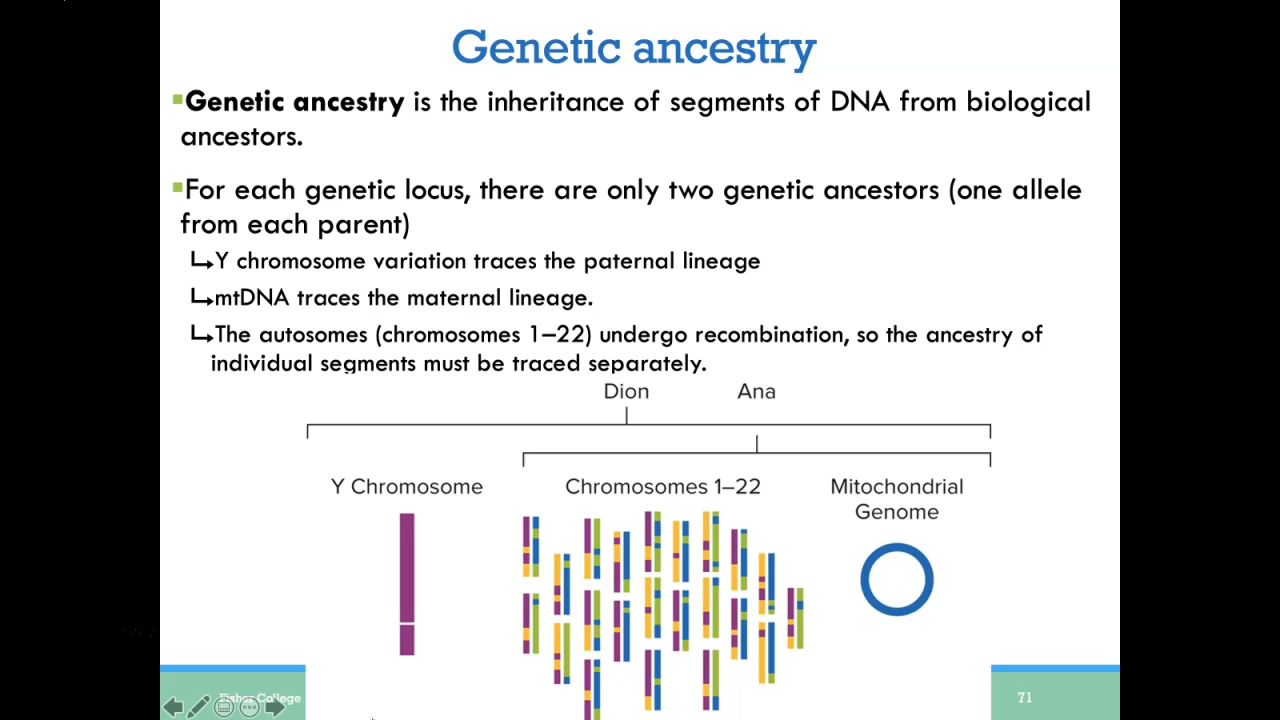 Genetic ancestry
Genetic ancestry is the inheritance of segments of DNA from biological
ancestors.
For each genetic locus, there are only two genetic ancestors (one allele
from each parent)
Y chromosome variation traces the paternal lineage
mtDNA traces the maternal lineage.
The autosomes (chromosomes 1–22) undergo recombination, so the ancestry of
individual segments must be traced separately.
Dion Ana
Y Chromosome Chromosomes 1–22 Mitochondrial
Genome
Fisher College 71